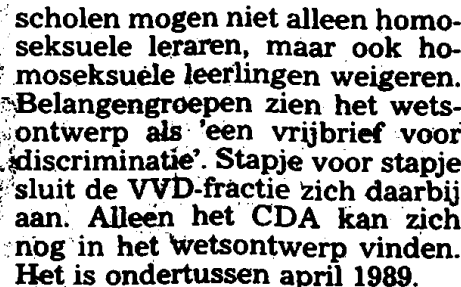 scholen mogen niet alleen homo-
seksuele leraren, maar ook ho-
moseksuele leerlingen weigeren.
Belangengroepen zien het wets-
ontwerp als 'een vrijbrief voor
discriminatie'. Stapje voor stapje
sluit de VVD-fractie zich daarbij
aan. Alleen het CDA kan zich
nog in het wetsontwerp vinden.
Het is ondertussen april 1989.